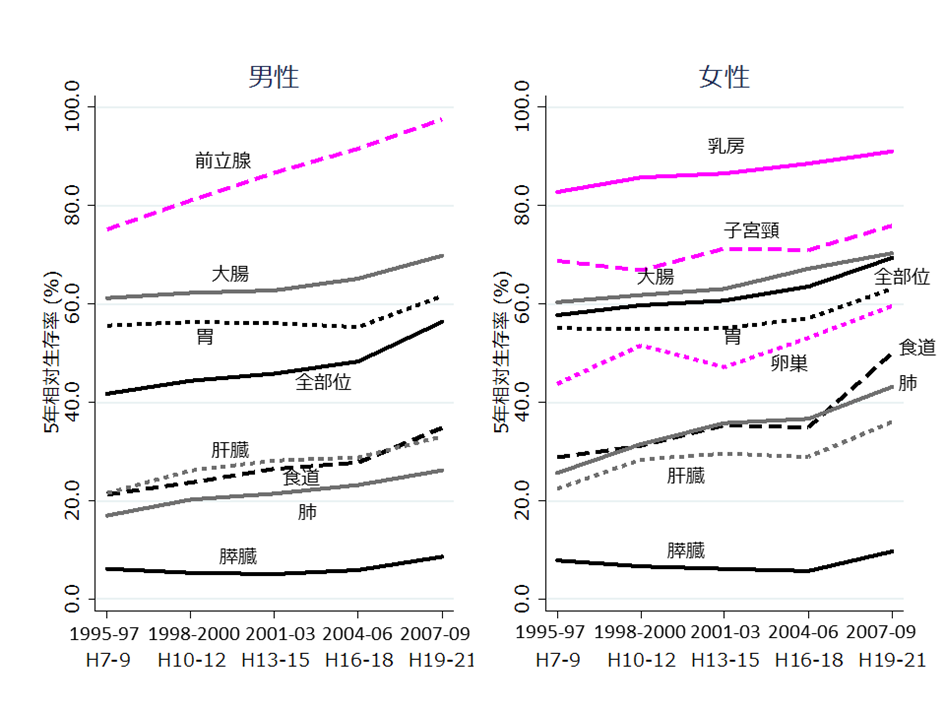 男性
5年相対生存率 (%)
100.0
80.0
60.0
40.0
20.0
0.0
前立腺
大腸
胃
全部位
肝臓
食道
肺
膵臓
1995-97 1998-2000 2001-03 2004-06 2007-09
H7-9 H10-12 H13-15 H16-18 H19-21
女性
5年相対生存率 (%)
100.0
80.0
60.0
40.0
20.0
0.0
乳房
子宮頸
大腸
全部位
胃
卵巣
食道
肺
肝臓
膵臓
1995-97 1998-2000 2001-03 2004-06 2007-09
H7-9 H10-12 H13-15 H16-18 H19-21